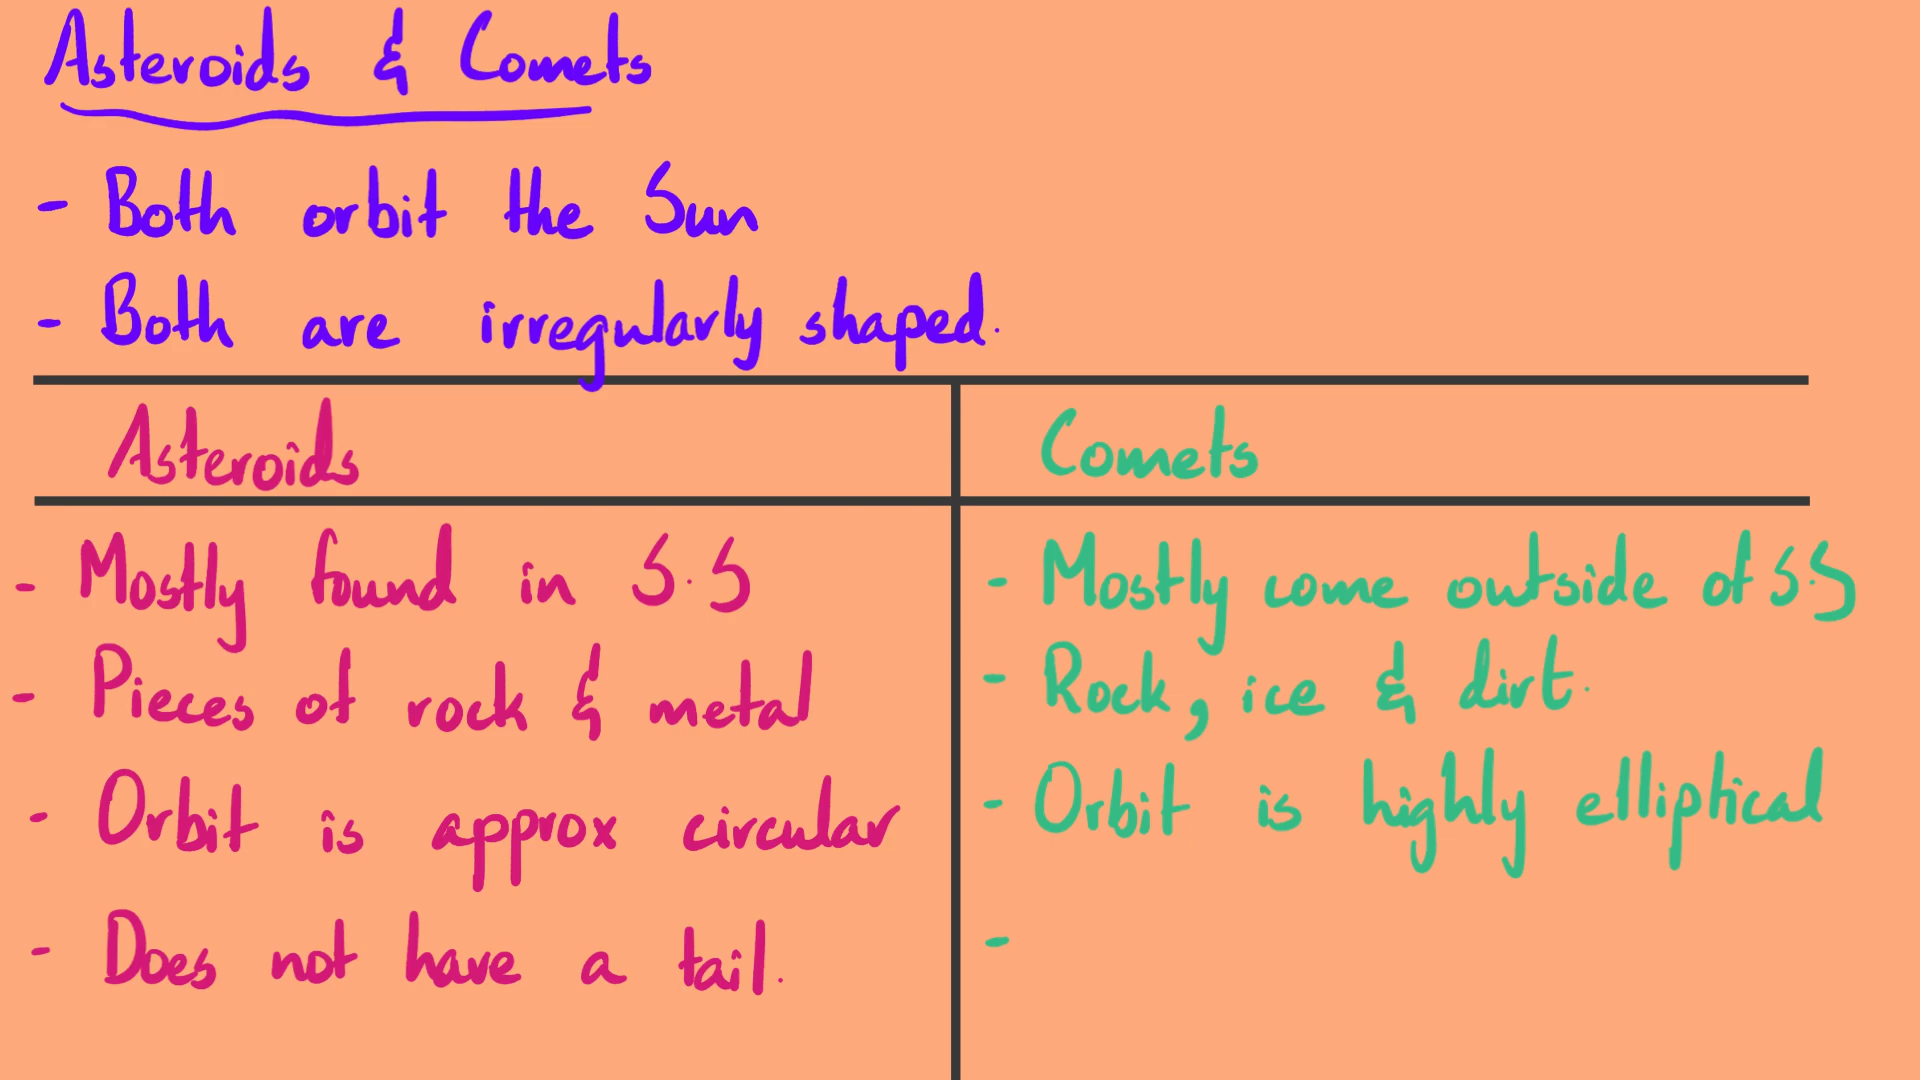 Asteroids & Comets
- Both orbit the Sun
- Both are irregularly shaped.
Asteroids
Comets
- Mostly found in S.S
- Pieces of rock & metal
- Orbit is approx circular
- Does not have a tail.
- Mostly come outside of S.S
- Rock, ice & dirt.
- Orbit is highly elliptical
-